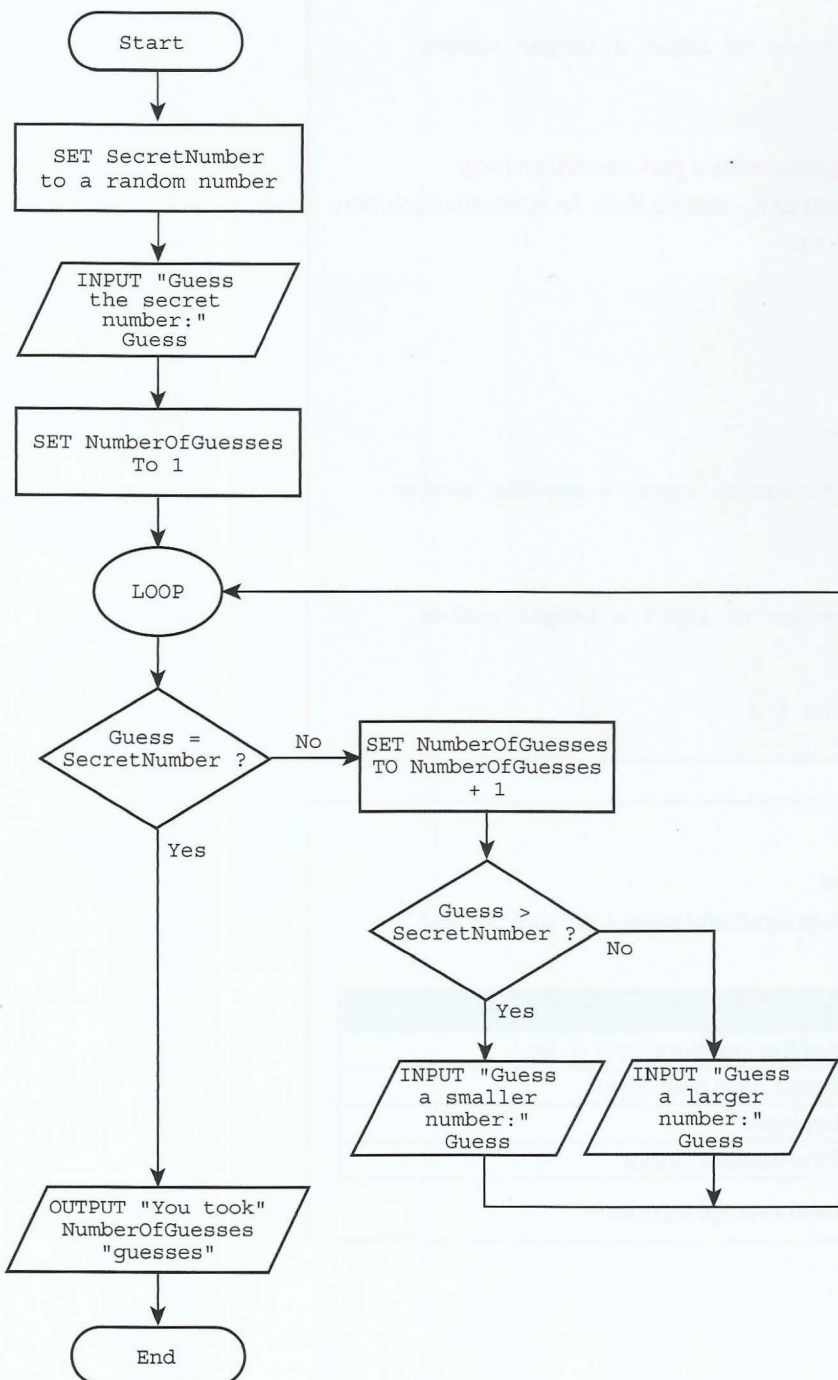 Start
SET SecretNumber
to a random number
INPUT "Guess
the secret
number:"
Guess
SET NumberOfGuesses
To 1
LOOP
Guess =
SecretNumber ?
No
SET NumberOfGuesses
TO NumberOfGuesses
+ 1
Yes
Guess >
SecretNumber ?
No
Yes
INPUT "Guess
a smaller
number:"
Guess
INPUT "Guess
a larger
number:"
Guess
OUTPUT "You took"
NumberOfGuesses
"guesses"
End